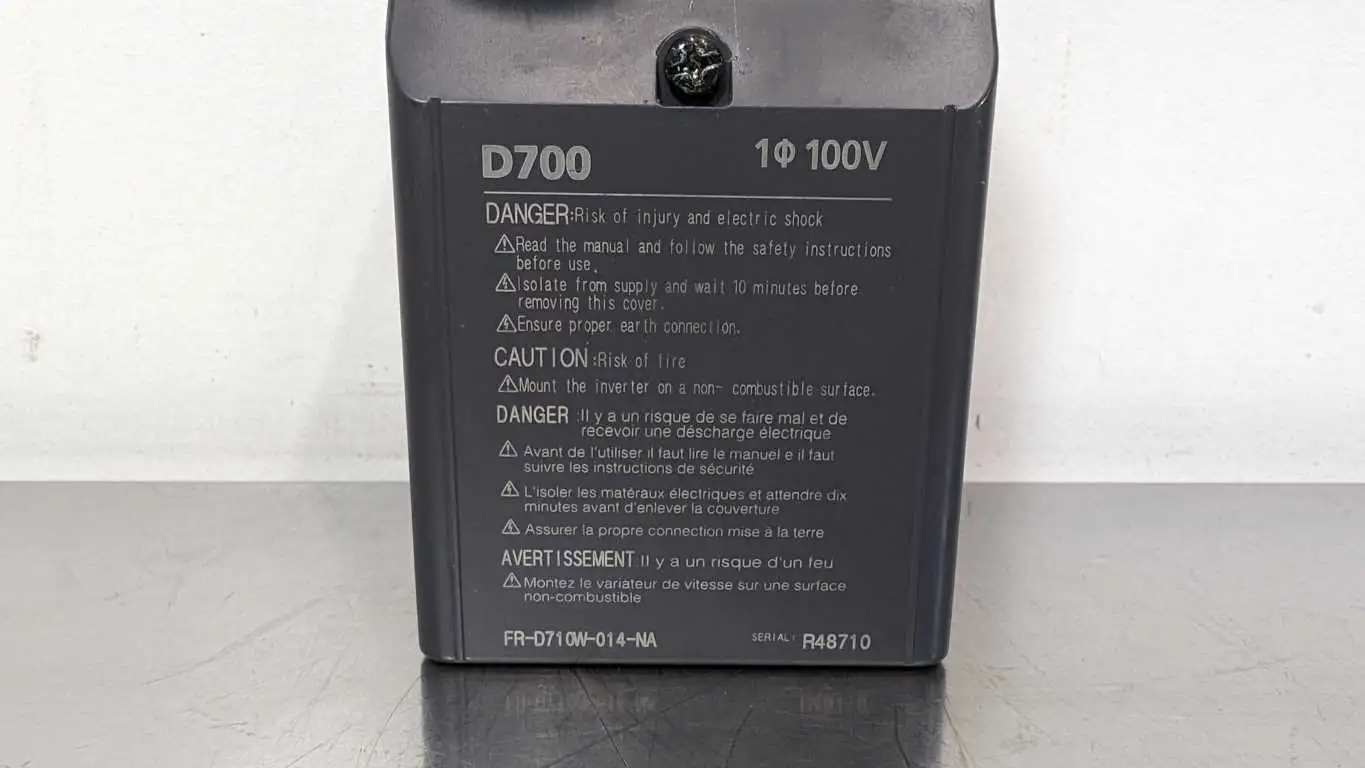 D700 1Φ 100V
DANGER:Risk of injury and electric shock
Read the manual and follow the safety instructions
before use.
Isolate from supply and wait 10 minutes before
removing this cover.
Ensure proper earth connection.
CAUTION:Risk of fire
Mount the inverter on a non- combustible surface.
DANGER :Il y a un risque de se faire mal et de
recevoir une déscharge électrique
Avant de l'utiliser il faut lire le manuel e il faut
suivre les instructions de sécurité
L'isoler les matéraux électriques et attendre dix
minutes avant d'enlever la couverture
Assurer la propre connection mise à la terre
AVERTISSEMENT:Il y a un risque d'un feu
Montez le variateur de vitesse sur une surface
non-combustible
FR-D710W-014-NA SERIAL: R48710